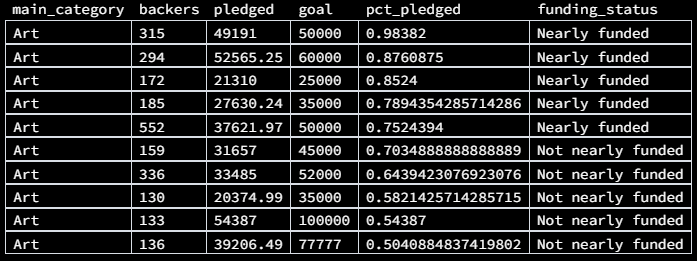 main_category backers pledged goal pct_pledged funding_status
Art 315 49191 50000 0.98382 Nearly funded
Art 294 52565.25 60000 0.8760875 Nearly funded
Art 172 21310 25000 0.8524 Nearly funded
Art 185 27630.24 35000 0.7894354285714286 Nearly funded
Art 552 37621.97 50000 0.7524394 Nearly funded
Art 159 31657 45000 0.7034888888888889 Not nearly funded
Art 336 33485 52000 0.6439423076923076 Not nearly funded
Art 130 20374.99 35000 0.5821425714285715 Not nearly funded
Art 133 54387 100000 0.54387 Not nearly funded
Art 136 39206.49 77777 0.5040884837419802 Not nearly funded